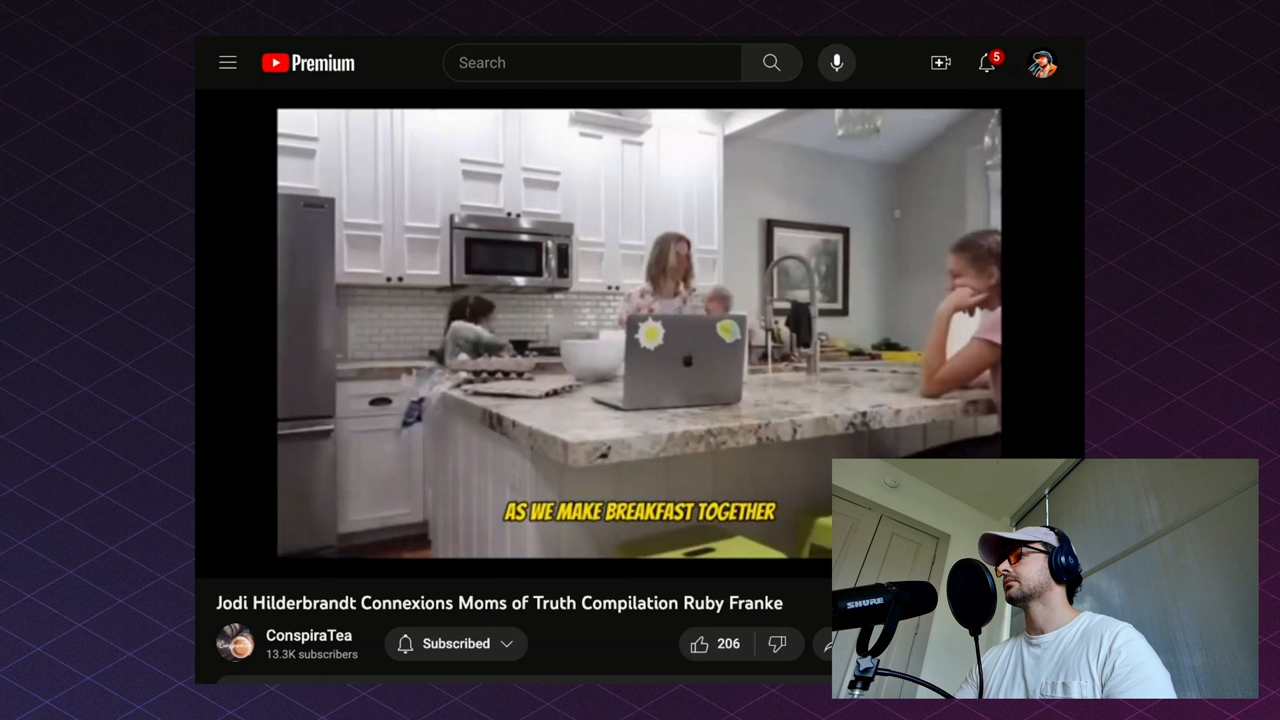 Premium
Search
5
AS WE MAKE BREAKFAST TOGETHER
Jodi Hilderbrandt Connexions Moms of Truth Compilation Ruby Franke
ConspiraTea
13.3K subscribers
Subscribed
206
SHURE